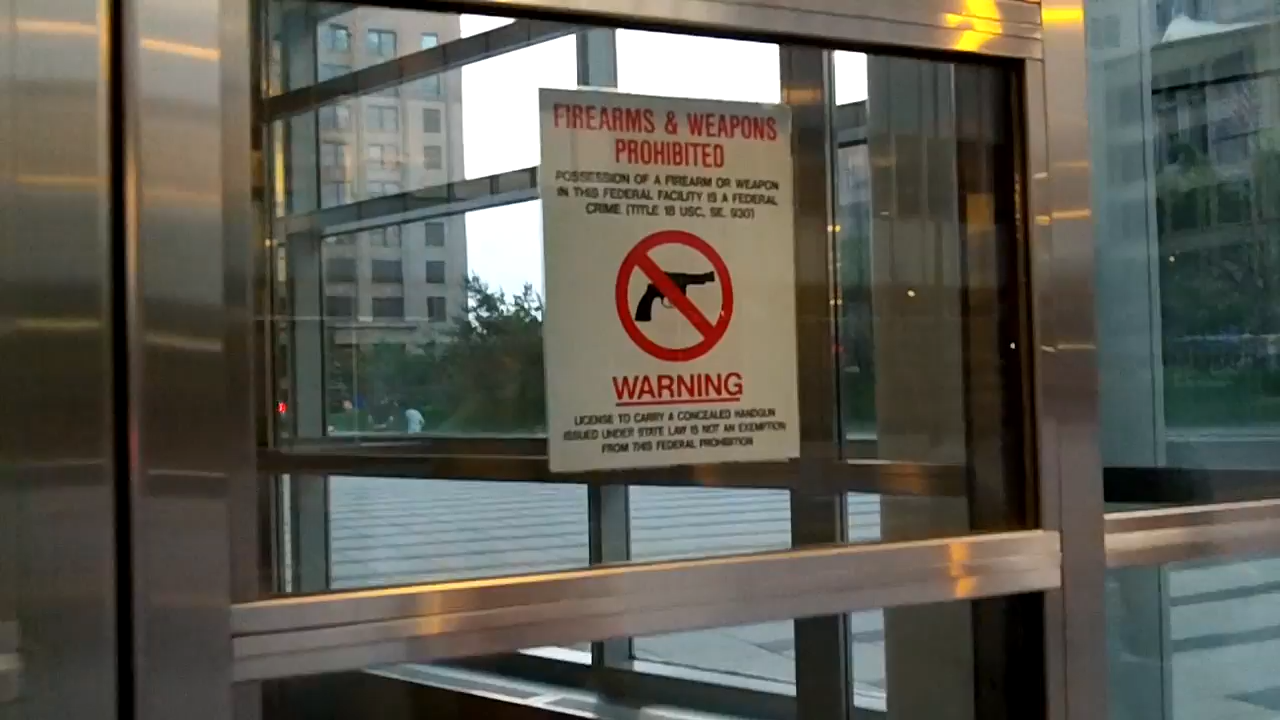 FIREARMS & WEAPONS
PROHIBITED
POSSESSION OF A FIREARM OR WEAPON
IN THIS FEDERAL FACILITY IS A FEDERAL
CRIME (TITLE 18 USC, SE. 930)
WARNING
LICENSE TO CARRY A CONCEALED HANDGUN
ISSUED UNDER STATE LAW IS NOT AN EXEMPTION
FROM THIS FEDERAL PROHIBITION